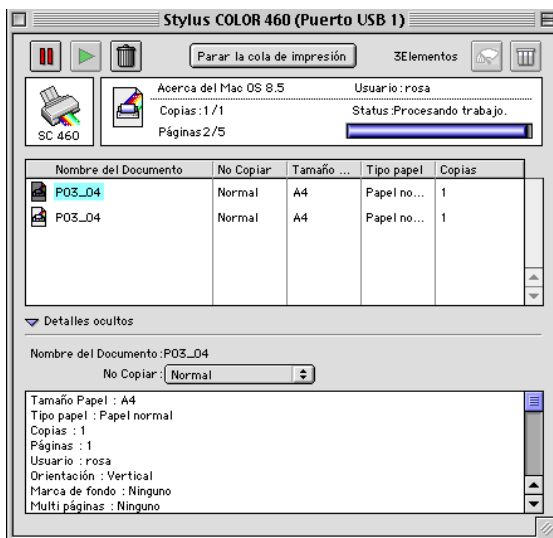 Stylus COLOR 460 (Puerto USB 1)
Parar la cola de impresión
3Elementos
SC 460
Acerca del Mac OS 8.5
Usuario:rosa
Copias:1/1
Status:Procesando trabajo.
Páginas2/5
Nombre del Documento No Copiar Tamaño ... Tipo papel Copias
P03_04 Normal A4 Papel no... 1
P03_04 Normal A4 Papel no... 1
Detalles ocultos
Nombre del Documento:P03_04
No Copiar: Normal
Tamaño Papel : A4
Tipo papel : Papel normal
Copias : 1
Páginas : 1
Usuario : rosa
Orientación : Vertical
Marca de fondo : Ninguno
Multi páginas : Ninguno